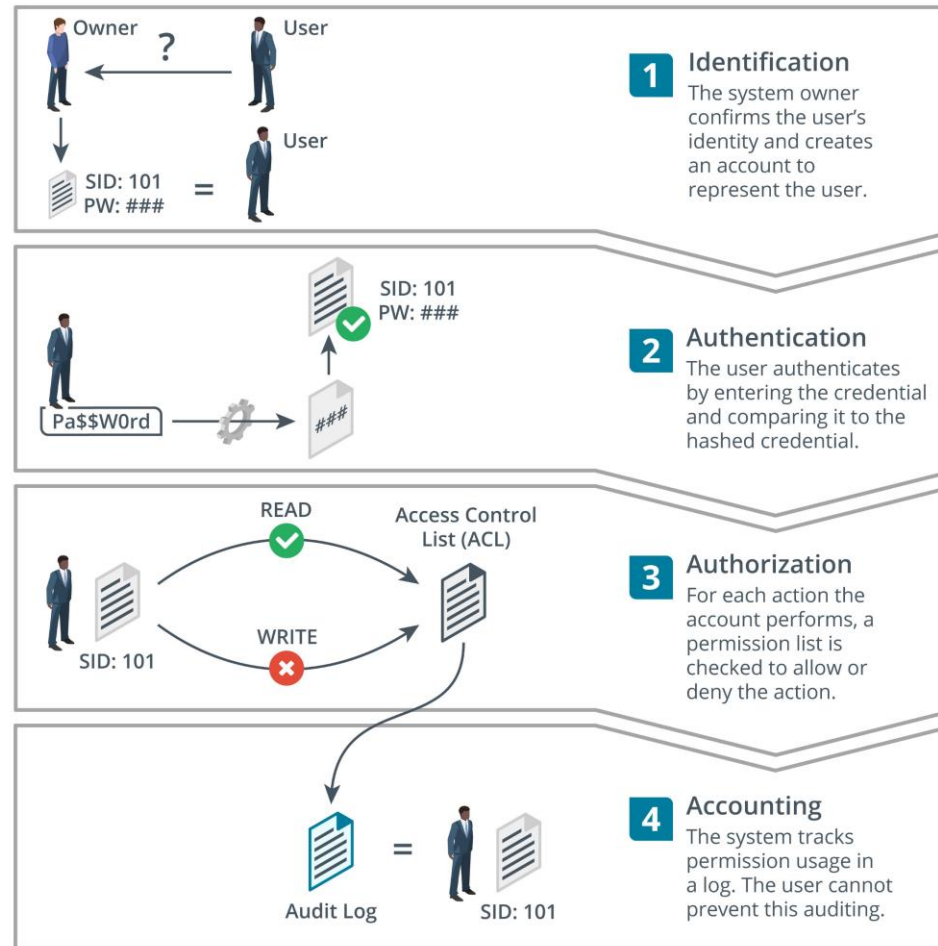 Owner
User
?
User
SID: 101
PW: ###
=
1
Identification
The system owner
confirms the user's
identity and creates
an account to
represent the user.
SID: 101
PW: ###
Pa$$W0rd
###
2
Authentication
The user authenticates
by entering the credential
and comparing it to the
hashed credential.
READ
Access Control
List (ACL)
WRITE
SID: 101
3
Authorization
For each action the
account performs, a
permission list is
checked to allow or
deny the action.
Audit Log
=
SID: 101
4
Accounting
The system tracks
permission usage in
a log. The user cannot
prevent this auditing.